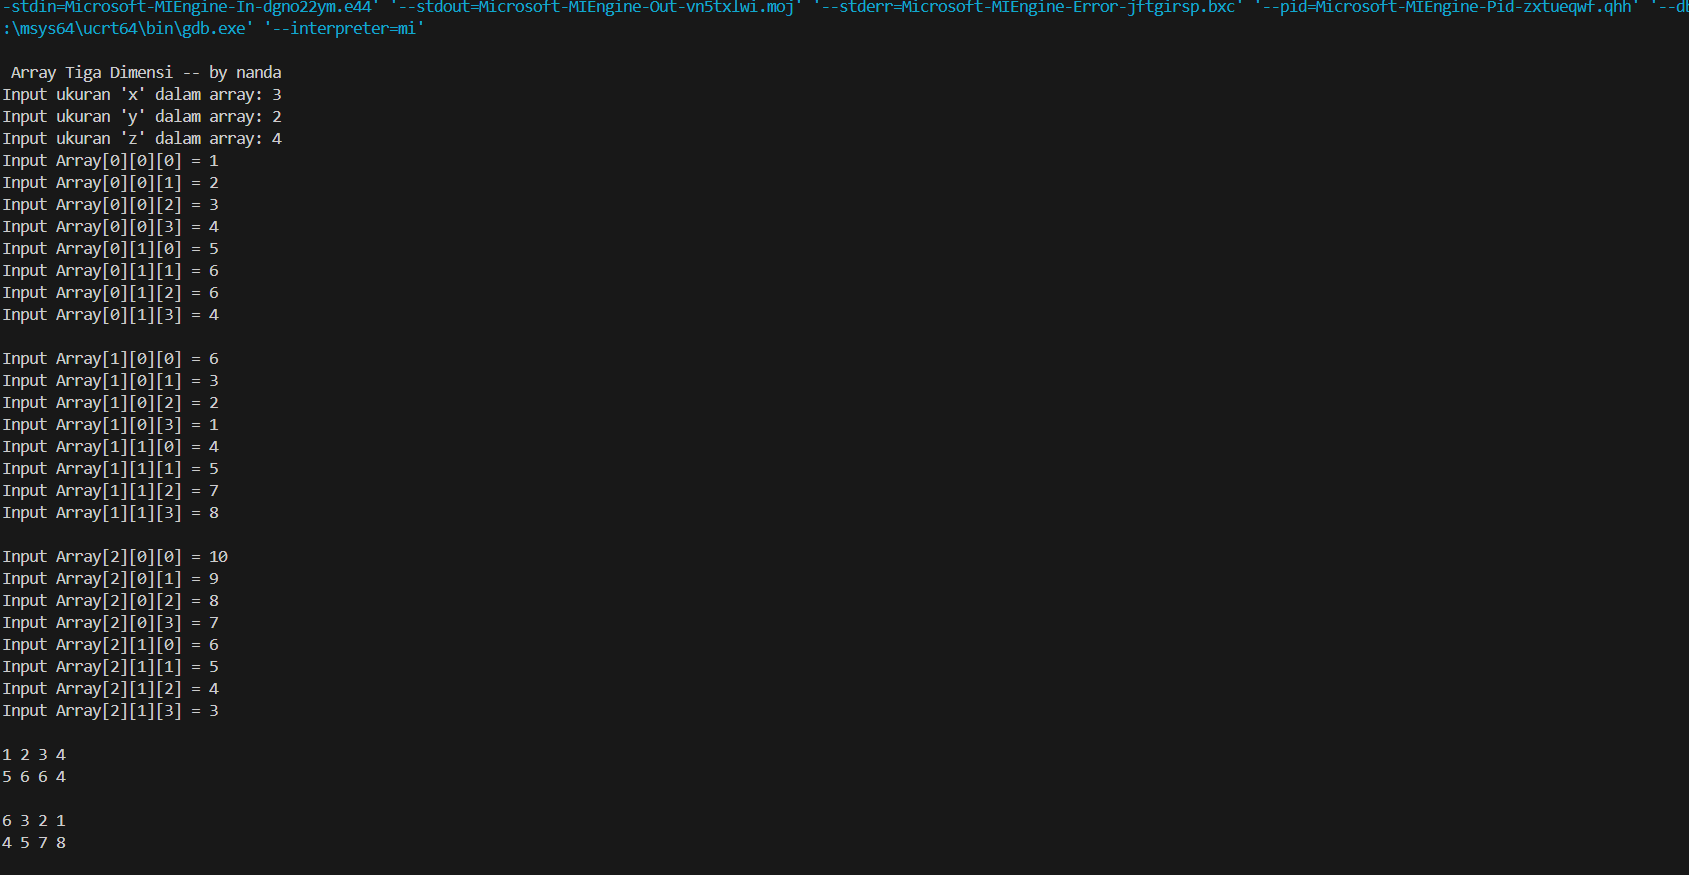 -stdin=Microsoft-MIEngine-In-dgno22ym.e44' '--stdout=Microsoft-MIEngine-Out-vn5txlwi.moj' '--stderr=Microsoft-MIEngine-Error-jftgirsp.bxc' '--pid=Microsoft-MIEngine-Pid-zxtueqwf.qhh' '--db
:\msys64\ucrt64\bin\gdb.exe' '--interpreter=mi'
Array Tiga Dimensi -- by nanda
Input ukuran 'x' dalam array: 3
Input ukuran 'y' dalam array: 2
Input ukuran 'z' dalam array: 4
Input Array[0][0][0] = 1
Input Array[0][0][1] = 2
Input Array[0][0][2] = 3
Input Array[0][0][3] = 4
Input Array[0][1][0] = 5
Input Array[0][1][1] = 6
Input Array[0][1][2] = 6
Input Array[0][1][3] = 4
Input Array[1][0][0] = 6
Input Array[1][0][1] = 3
Input Array[1][0][2] = 2
Input Array[1][0][3] = 1
Input Array[1][1][0] = 4
Input Array[1][1][1] = 5
Input Array[1][1][2] = 7
Input Array[1][1][3] = 8
Input Array[2][0][0] = 10
Input Array[2][0][1] = 9
Input Array[2][0][2] = 8
Input Array[2][0][3] = 7
Input Array[2][1][0] = 6
Input Array[2][1][1] = 5
Input Array[2][1][2] = 4
Input Array[2][1][3] = 3
1 2 3 4
5 6 6 4
6 3 2 1
4 5 7 8